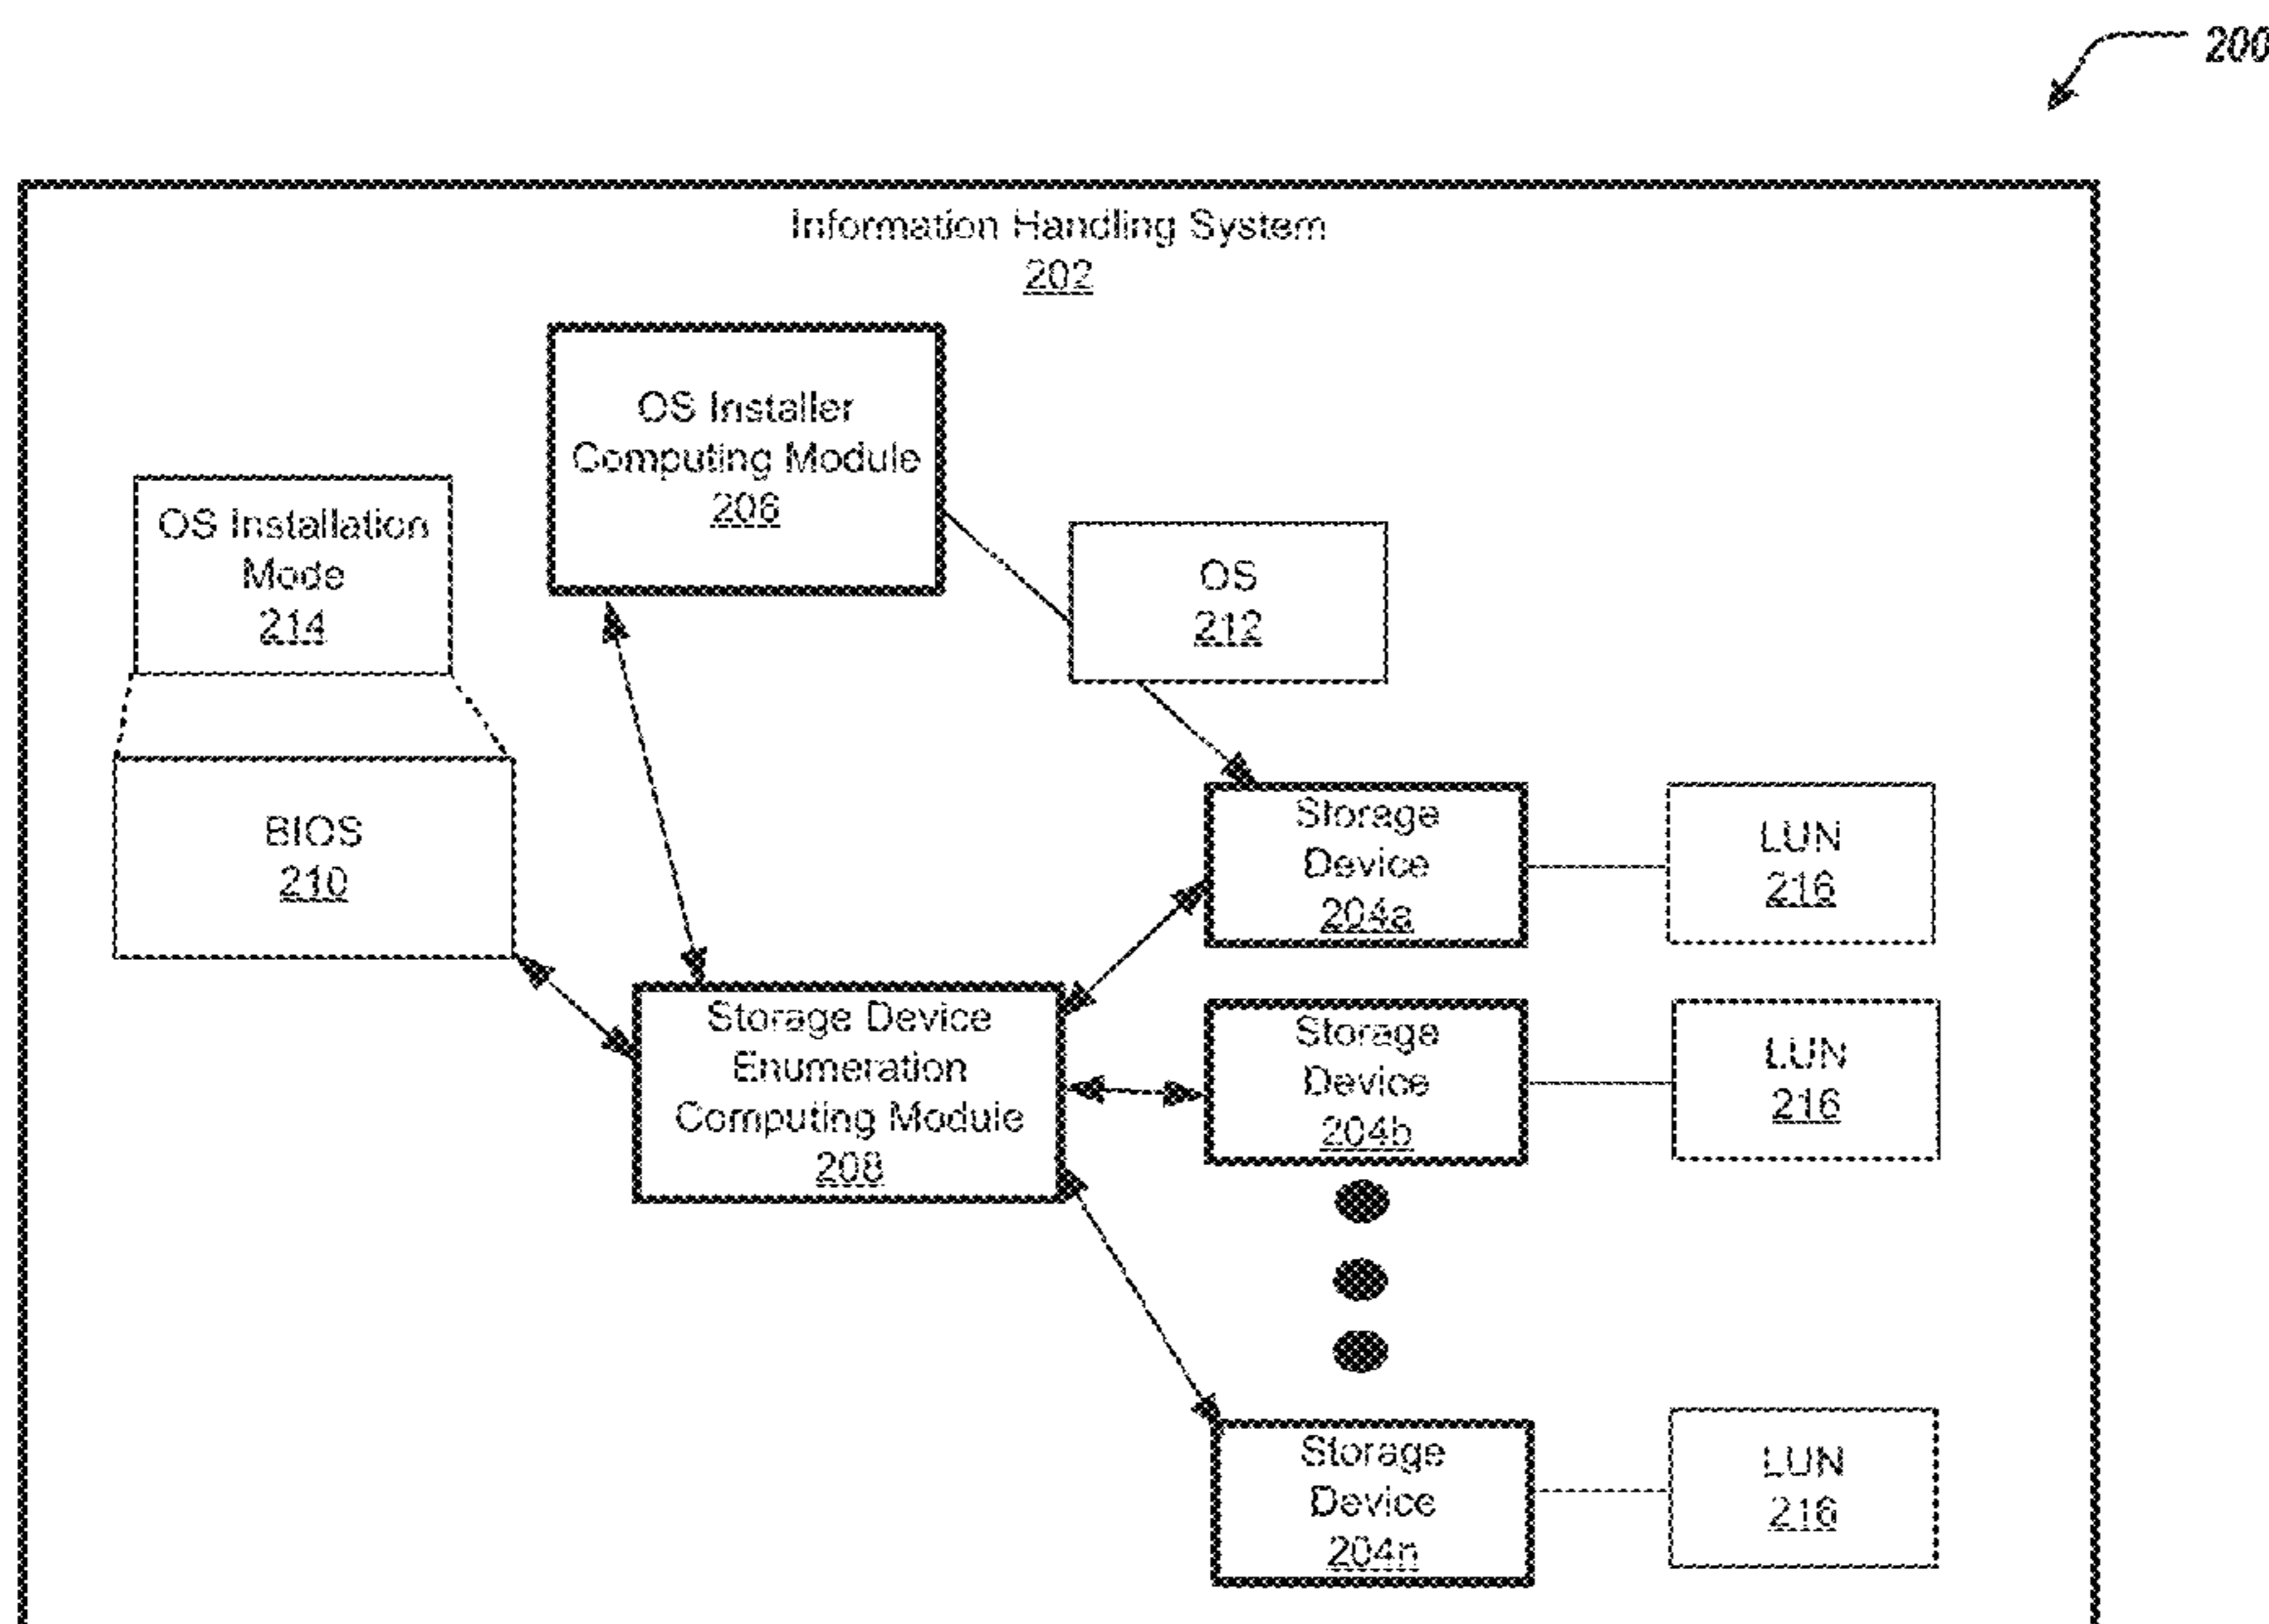 200
Information Handling System
202
OS Installer
Computing Module
206
OS Installation
Mode
214
OS
212
BIOS
210
Storage
Device
204a
LUN
216
Storage Device
Enumeration
Computing Module
208
Storage
Device
204b
LUN
216
Storage
Device
204n
LUN
216